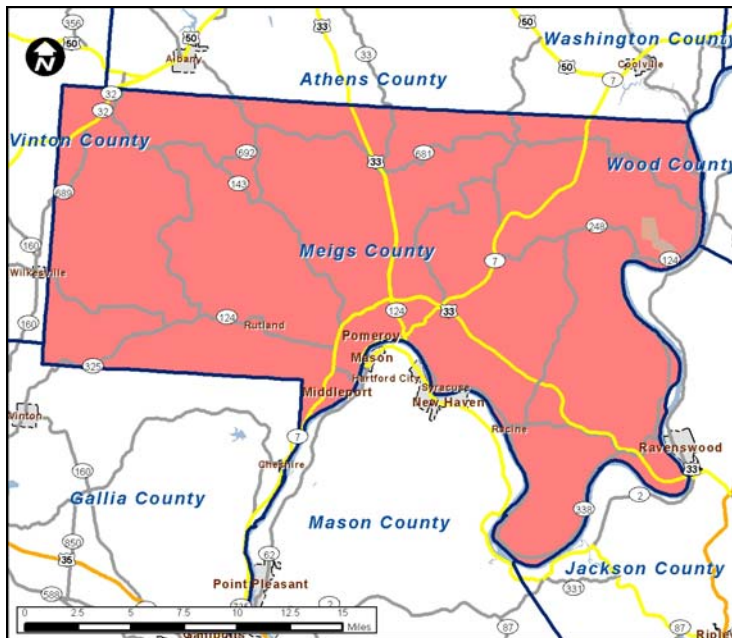 356
50
50
33
33
50
50
Washington County
Albany
Coolville
7
Athens County
N
32
32
Vinton County
692
33
681
Wood County
143
689
248
160
Meigs County
7
124
Wilkesville
160
124
124
33
Rutland
Pomeroy
Mason
325
Hartford City
Middleport
Syracuse
New Haven
Vinton
Racine
7
Ravenswood
Cheshire
33
160
Gallia County
2
338
Mason County
850
35
62
Jackson County
588
Point Pleasant
331
2
87
87
0 2.5 5 7.5 10 12.5 15
Miles